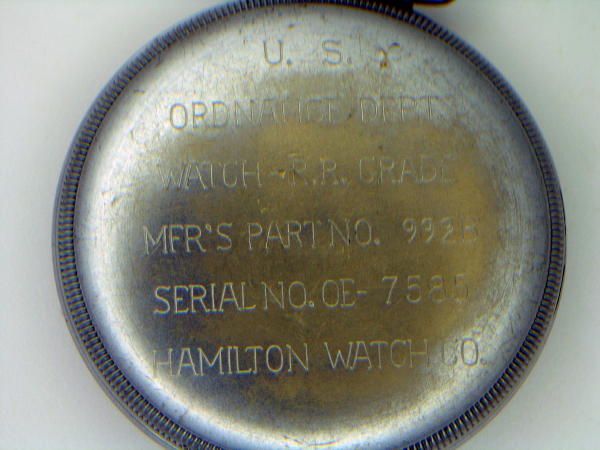 U. S.
ORDNANCE DEPT
WATCH-R.R. GRADE
MFR'S PART NO. 992B
SERIAL NO. OE-7585
HAMILTON WATCH CO.